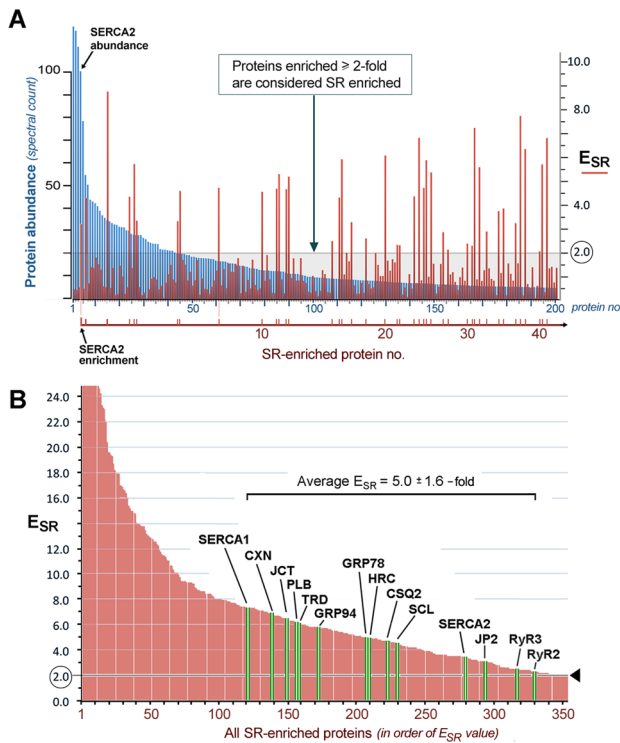 A
SERCA2
abundance
Proteins enriched ≥ 2-fold
are considered SR enriched
Protein abundance (spectral count)
100
50
10.0
8.0
ESR
4.0
2.0
1
50
100
150
200
protein no
10
20
30
40
SERCA2
enrichment
SR-enriched protein no.
B
24.0
22.0
20.0
18.0
16.0
ESR
12.0
10.0
8.0
6.0
4.0
2.0
0.0
Average ESR = 5.0 ± 1.6 –fold
SERCA1
CXN
JCT
PLB
TRD
GRP94
GRP78
HRC
CSQ2
SCL
SERCA2
JP2
RyR3
RyR2
1
50
100
150
200
250
300
350
All SR-enriched proteins (in order of ESR value)